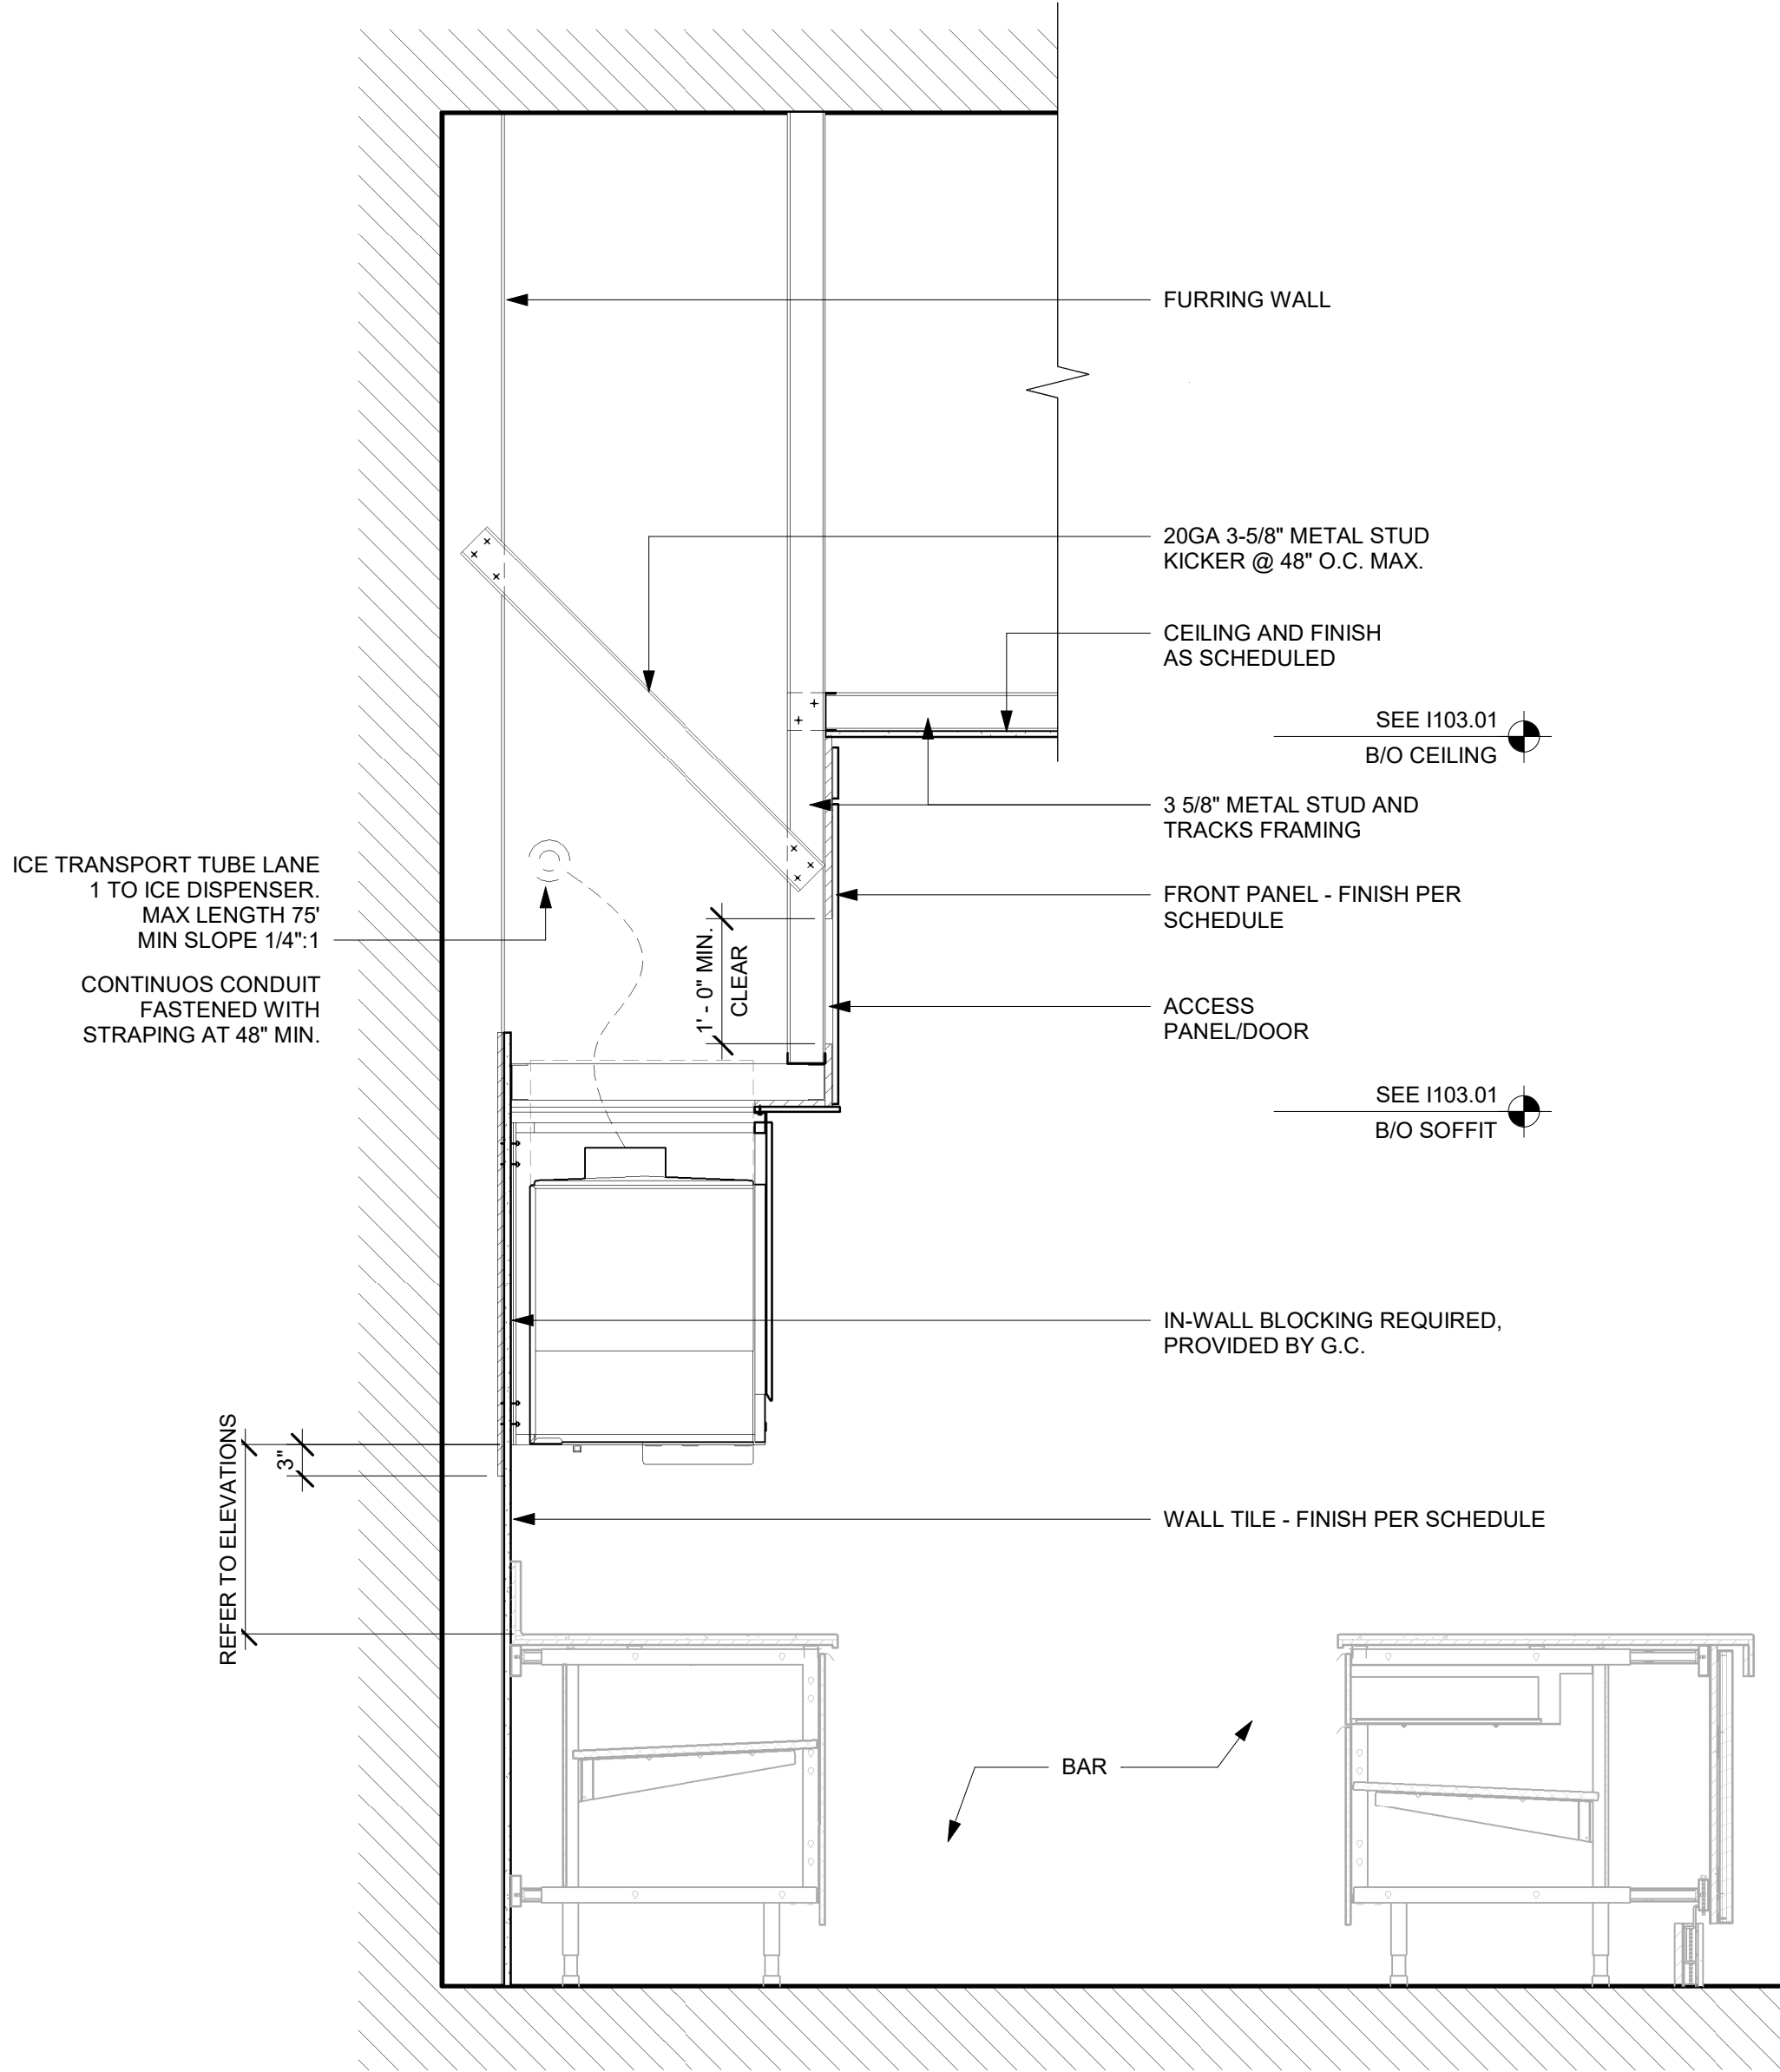 FURRING WALL
20GA 3-5/8" METAL STUD
KICKER @ 48" O.C. MAX.
CEILING AND FINISH
AS SCHEDULED
SEE I103.01
B/O CEILING
3 5/8" METAL STUD AND
TRACKS FRAMING
ICE TRANSPORT TUBE LANE
1 TO ICE DISPENSER.
MAX LENGTH 75'
MIN SLOPE 1/4":1
CONTINUOS CONDUIT
FASTENED WITH
STRAPING AT 48" MIN.
1' - 0" MIN.
CLEAR
FRONT PANEL - FINISH PER
SCHEDULE
ACCESS
PANEL/DOOR
SEE I103.01
B/O SOFFIT
IN-WALL BLOCKING REQUIRED,
PROVIDED BY G.C.
REFER TO ELEVATIONS
3"
WALL TILE - FINISH PER SCHEDULE
BAR